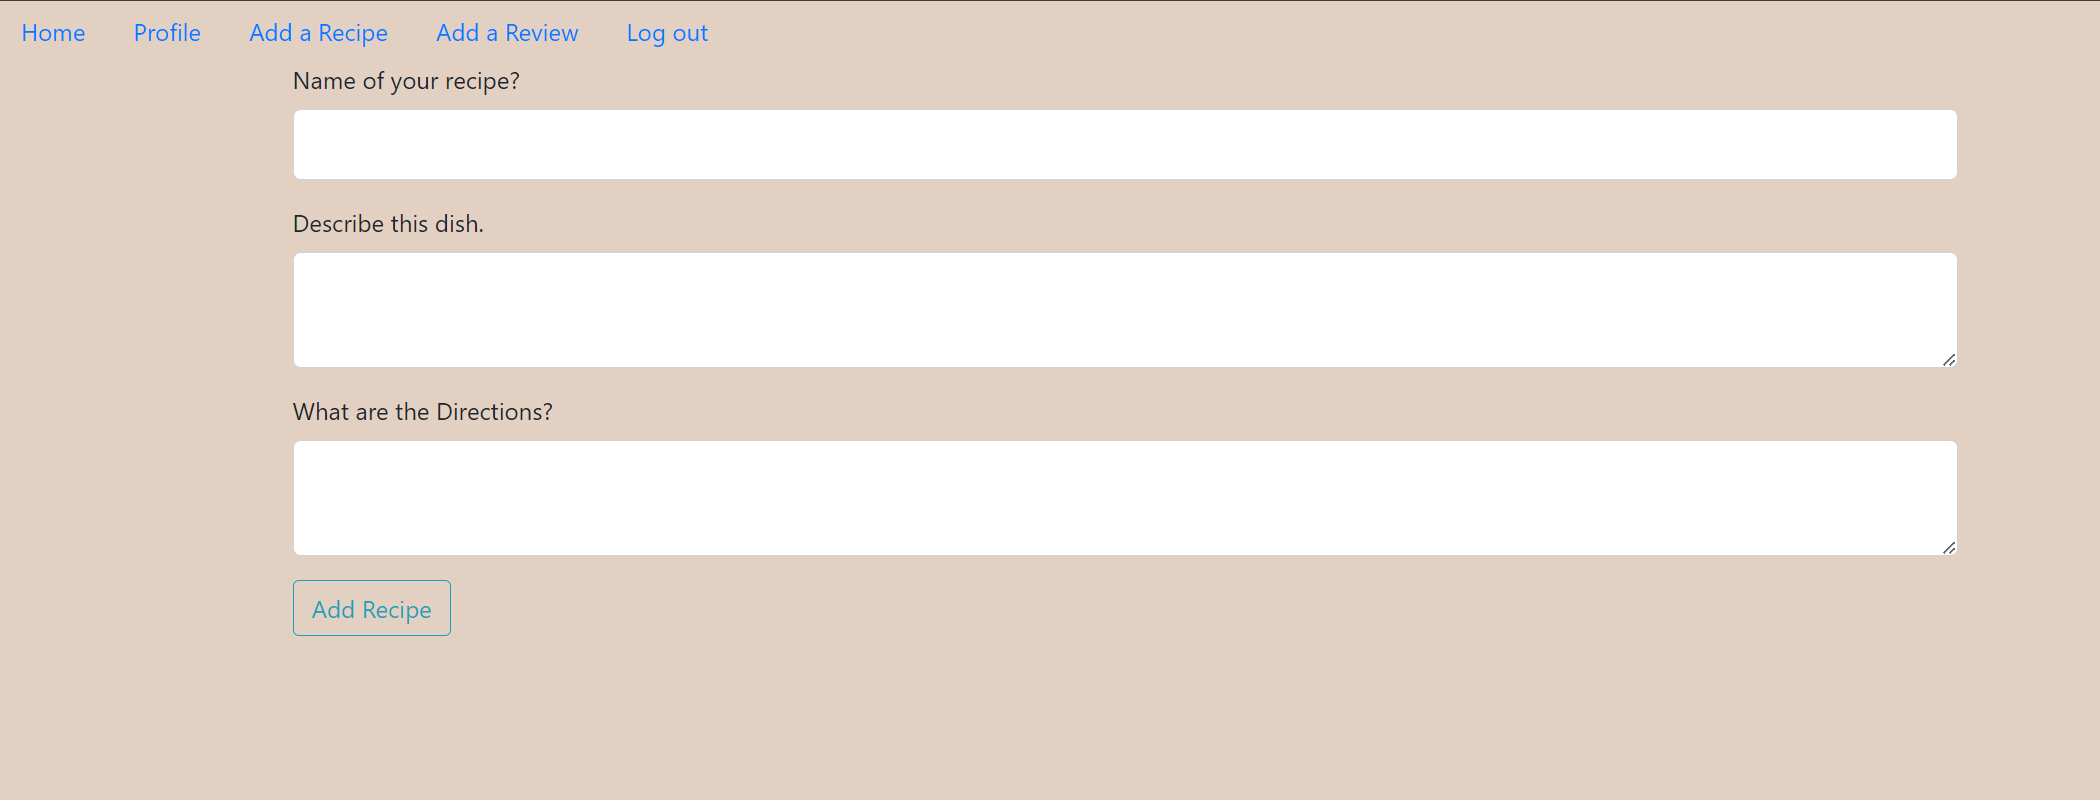 Home Profile Add a Recipe Add a Review Log out
Name of your recipe?
Describe this dish.
What are the Directions?
Add Recipe